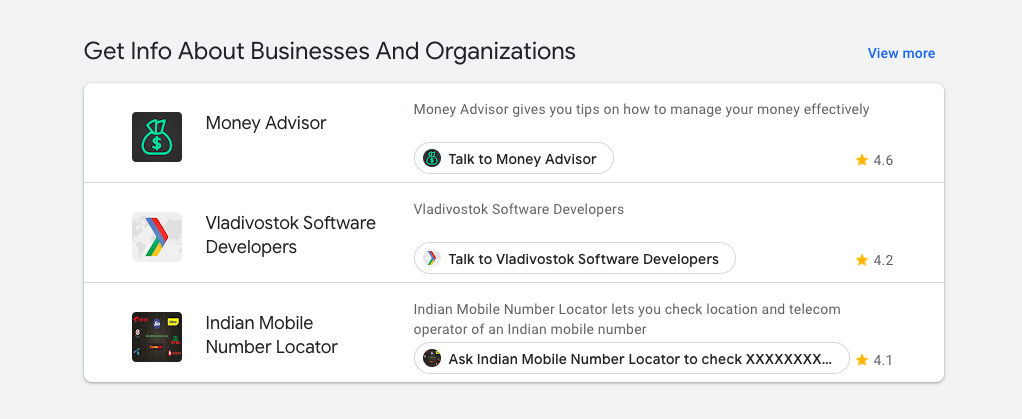 Get Info About Businesses And Organizations
View more
Money Advisor
Money Advisor gives you tips on how to manage your money effectively
Talk to Money Advisor
4.6
Vladivostok Software
Developers
Vladivostok Software Developers
Talk to Vladivostok Software Developers
4.2
Indian Mobile
Number Locator
Indian Mobile Number Locator lets you check location and telecom
operator of an Indian mobile number
Ask Indian Mobile Number Locator to check XXXXXXXX...
4.1